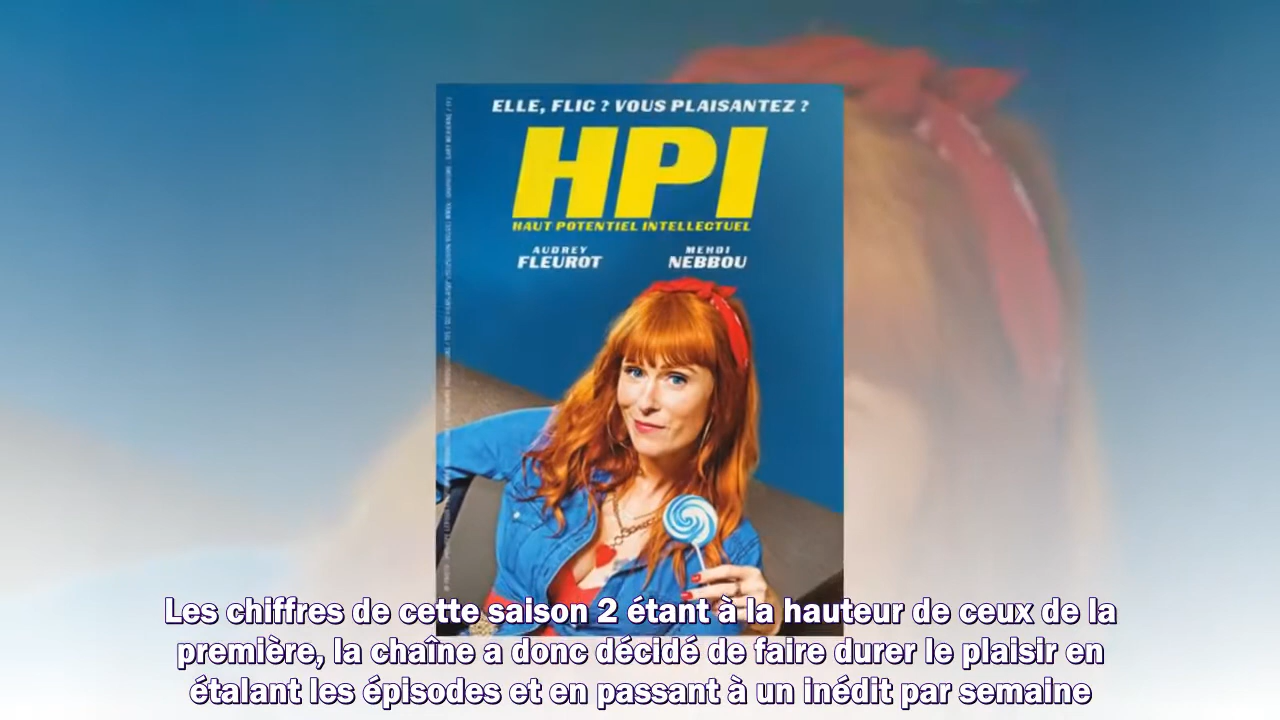 ELLE, FLIC ? VOUS PLAISANTEZ ?
HPI
HAUT POTENTIEL INTELLECTUEL
AUDREY MEHDI
FLEUROT NEBBOU
Les chiffres de cette saison 2 étant à la hauteur de ceux de la
première, la chaîne a donc décidé de faire durer le plaisir en
étalant les épisodes et en passant à un inédit par semaine